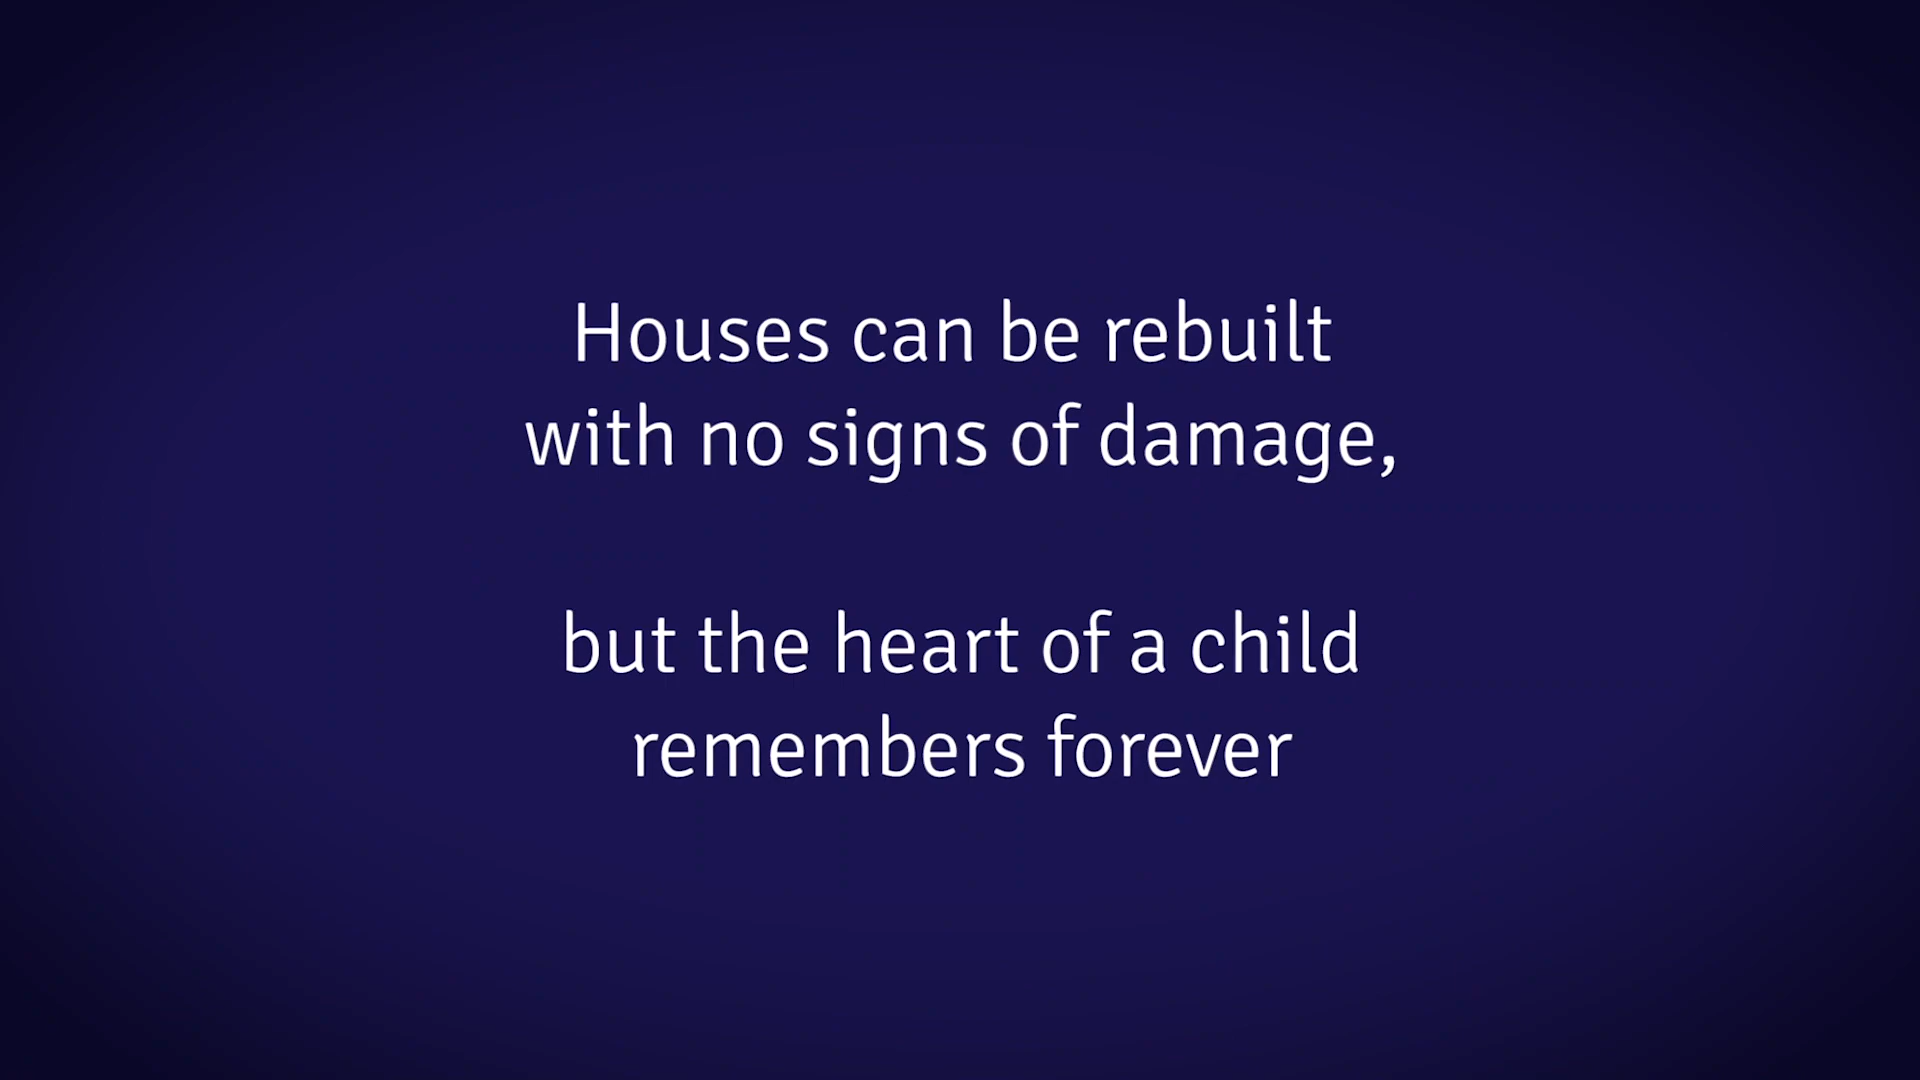 Houses can be rebuilt
with no signs of damage,
but the heart of a child
remembers forever